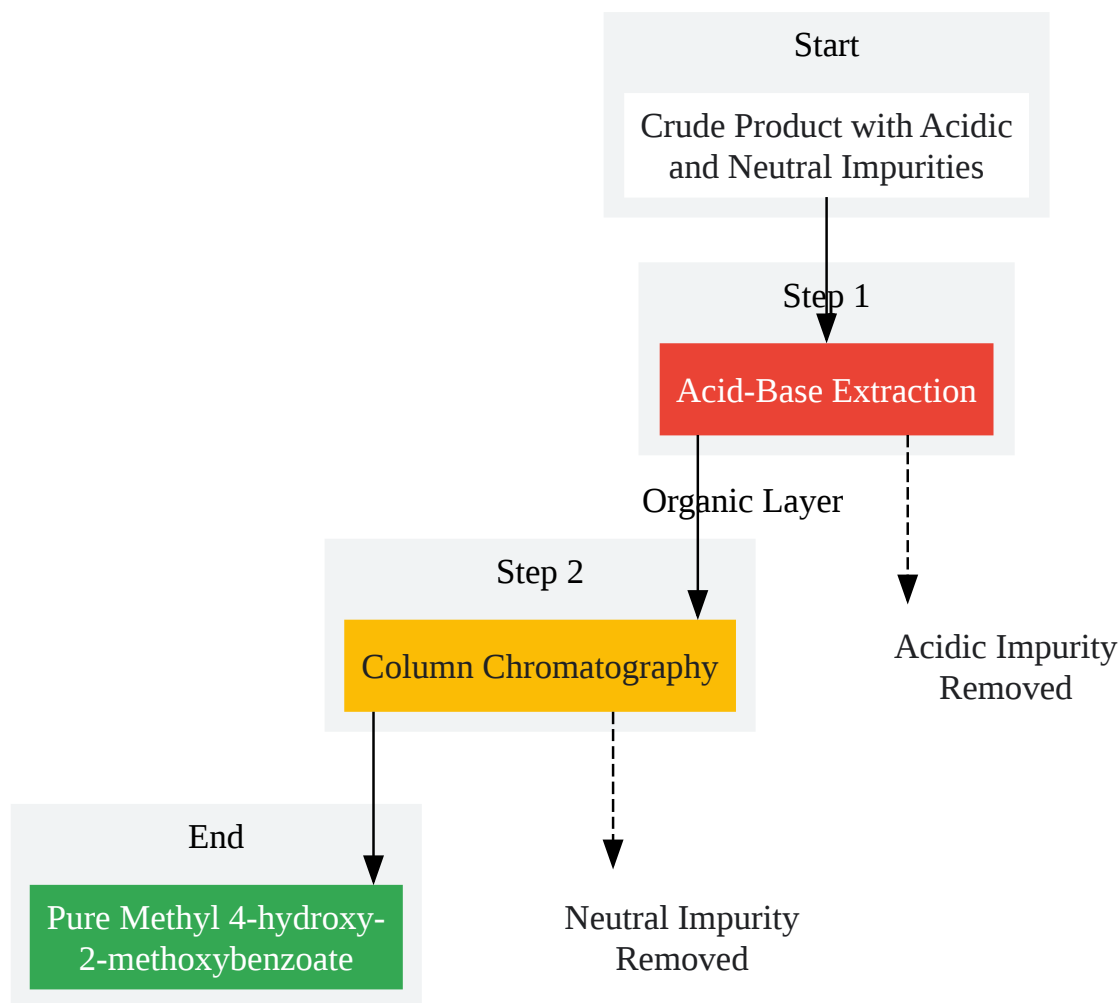 Start
Crude Product with Acidic
and Neutral Impurities
Step 1
Acid-Base Extraction
Organic Layer
Step 2
Column Chromatography
Acidic Impurity
Removed
End
Pure Methyl 4-hydroxy-
2-methoxybenzoate
Neutral Impurity
Removed